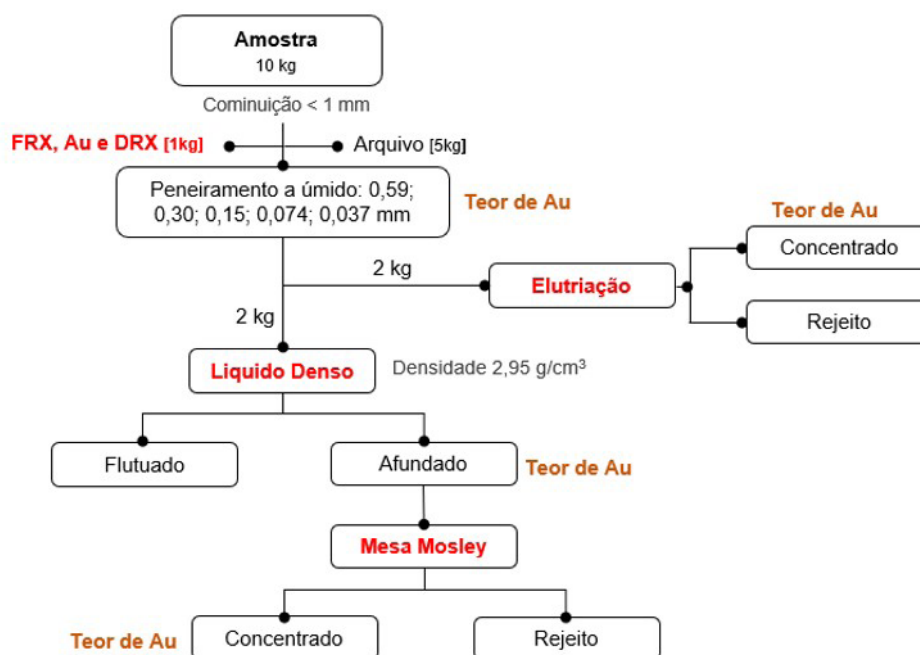 Amostra
10 kg
Cominuição < 1 mm
FRX, Au e DRX [1kg]
Arquivo [5kg]
Peneiramento a úmido: 0,59;
0,30; 0,15; 0,074; 0,037 mm
Teor de Au
Teor de Au
Concentrado
2 kg
Elutriação
Rejeito
2 kg
Liquido Denso
Densidade 2,95 g/cm³
Flutuado
Afundado
Teor de Au
Mesa Mosley
Teor de Au
Concentrado
Rejeito